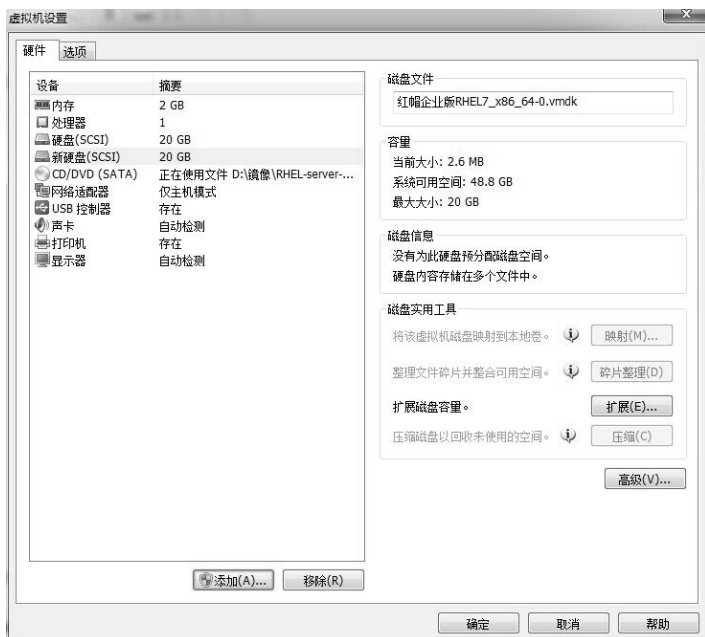 虚拟机设置
硬件 选项
设备 摘要
内存 2 GB
处理器 1
硬盘(SCSI) 20 GB
新硬盘(SCSI) 20 GB
CD/DVD (SATA) 正在使用文件 D:\镜像\RHEL-server-...
网络适配器 仅主机模式
USB 控制器 存在
声卡 自动检测
打印机 存在
显示器 自动检测
添加(A)... 移除(R)
磁盘文件
红帽企业版RHEL7_x86_64-0.vmdk
容量
当前大小: 2.6 MB
系统可用空间: 48.8 GB
最大大小: 20 GB
磁盘信息
没有为此硬盘预分配磁盘空间。
硬盘内容存储在多个文件中。
磁盘实用工具
将该虚拟机磁盘映射到本地卷。 映射(M)...
整理文件碎片并整合可用空间。 碎片整理(D)
扩展磁盘容量。 扩展(E)...
压缩磁盘以回收未使用的空间。 压缩(C)
高级(V)...
确定 取消 帮助